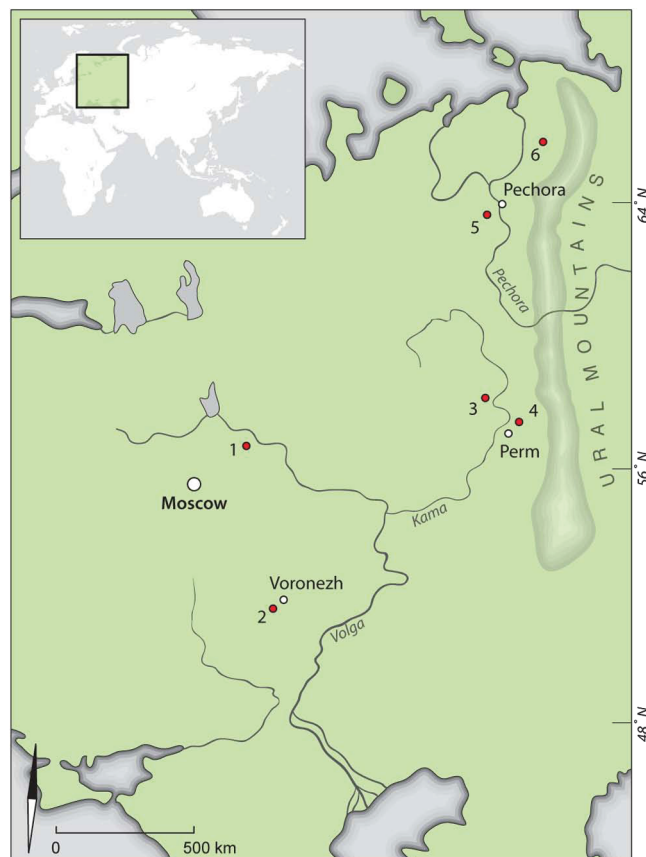 6
Pechora
64° N
5
Pechora
URAL MOUNTAINS
3
4
Perm
1
56° N
Moscow
Kama
Voronezh
2
Volga
48° N
0 500 km